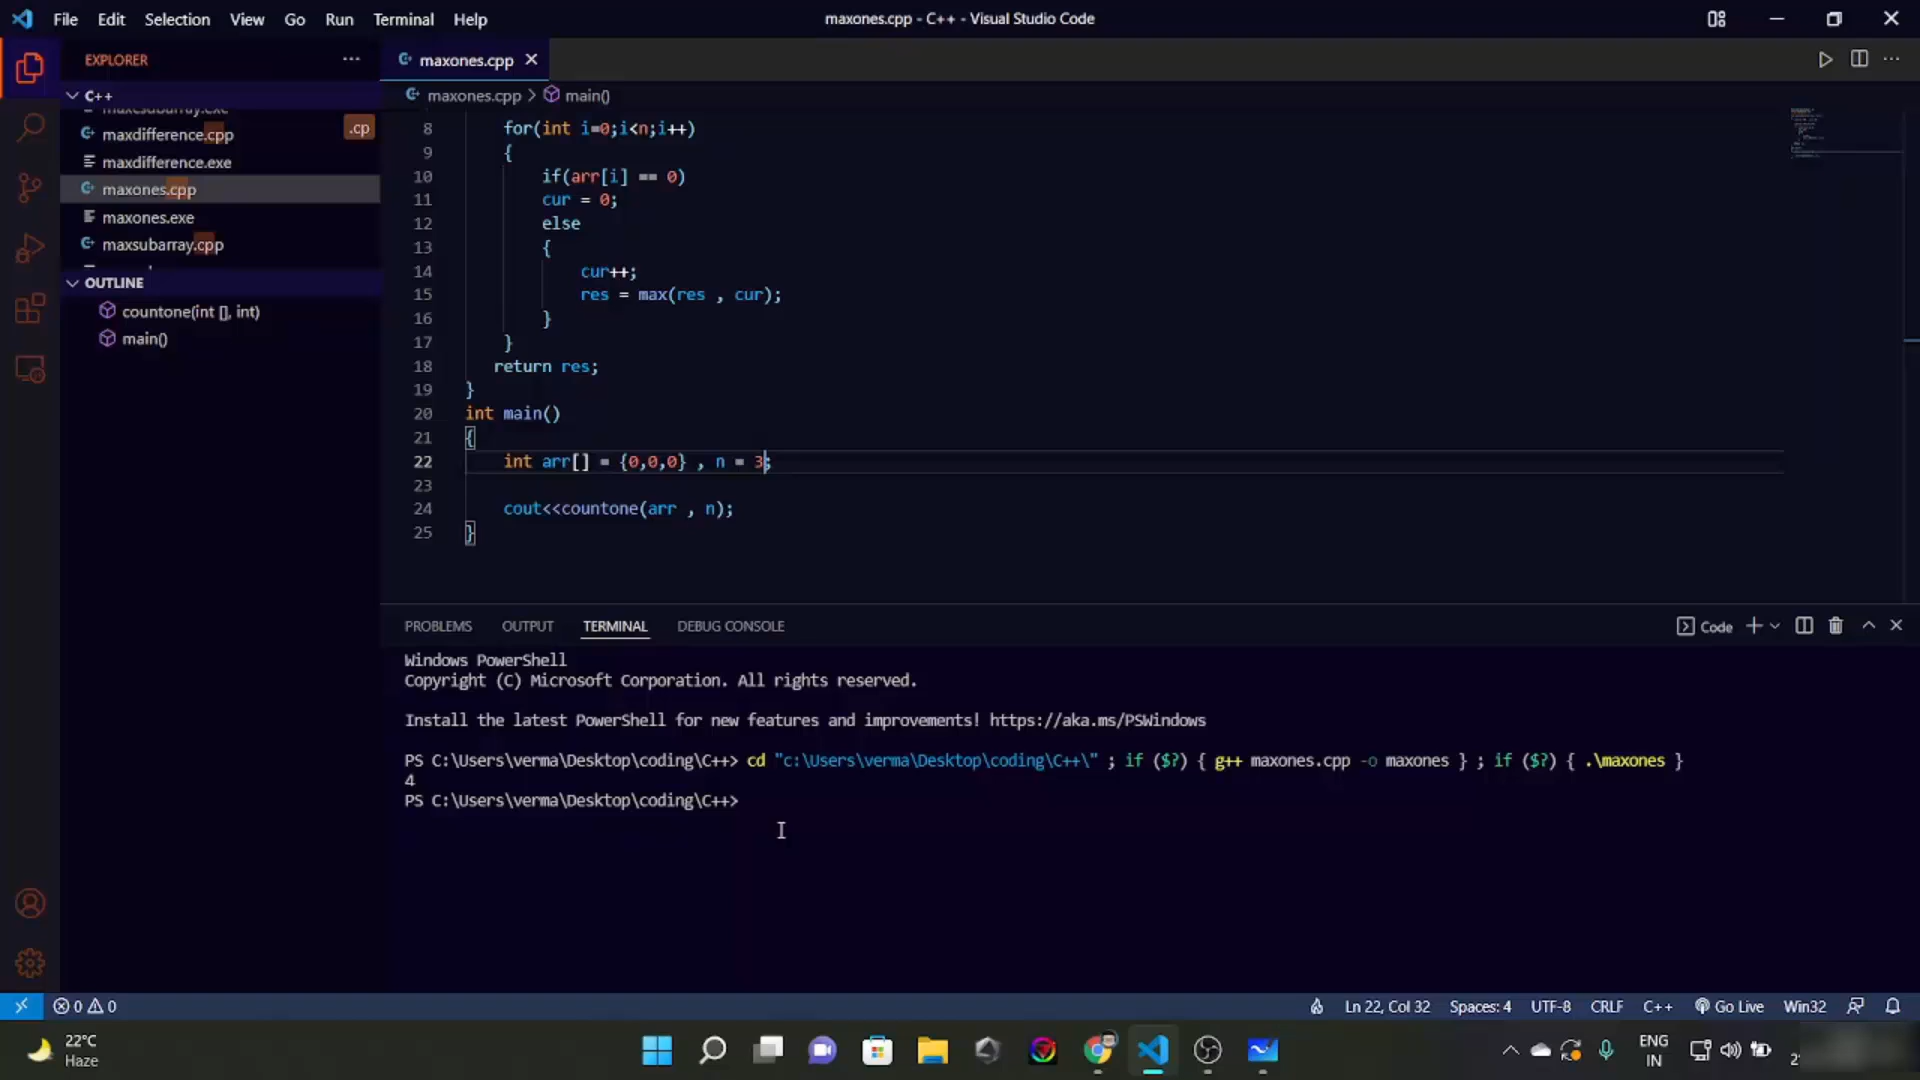 File Edit Selection View Go Run Terminal Help
maxones.cpp - C++ - Visual Studio Code
EXPLORER
maxones.cpp
C++
maxones.cpp > main()
maxdifference.cpp
.cp
maxdifference.exe
maxones.cpp
maxones.exe
maxsubarray.cpp
OUTLINE
countone(int [], int)
main()
8 for(int i=0;i<n;i++)
9 {
10 if(arr[i] == 0)
11 cur = 0;
12 else
13 {
14 cur++;
15 res = max(res , cur);
16 }
17 }
18 return res;
19 }
20 int main()
21 {
22 int arr[] = {0,0,0} , n = 3;
23
24 cout<<countone(arr , n);
25 }
PROBLEMS OUTPUT TERMINAL DEBUG CONSOLE
Code
Windows PowerShell
Copyright (C) Microsoft Corporation. All rights reserved.
Install the latest PowerShell for new features and improvements! https://aka.ms/PSWindows
PS C:\Users\verma\Desktop\coding\C++> cd "c:\Users\verma\Desktop\coding\C++\" ; if ($?) { g++ maxones.cpp -o maxones } ; if ($?) { .\maxones }
4
PS C:\Users\verma\Desktop\coding\C++>
0 0
Ln 22, Col 32 Spaces: 4 UTF-8 CRLF C++ Go Live Win32
22°C
Haze
ENG
IN